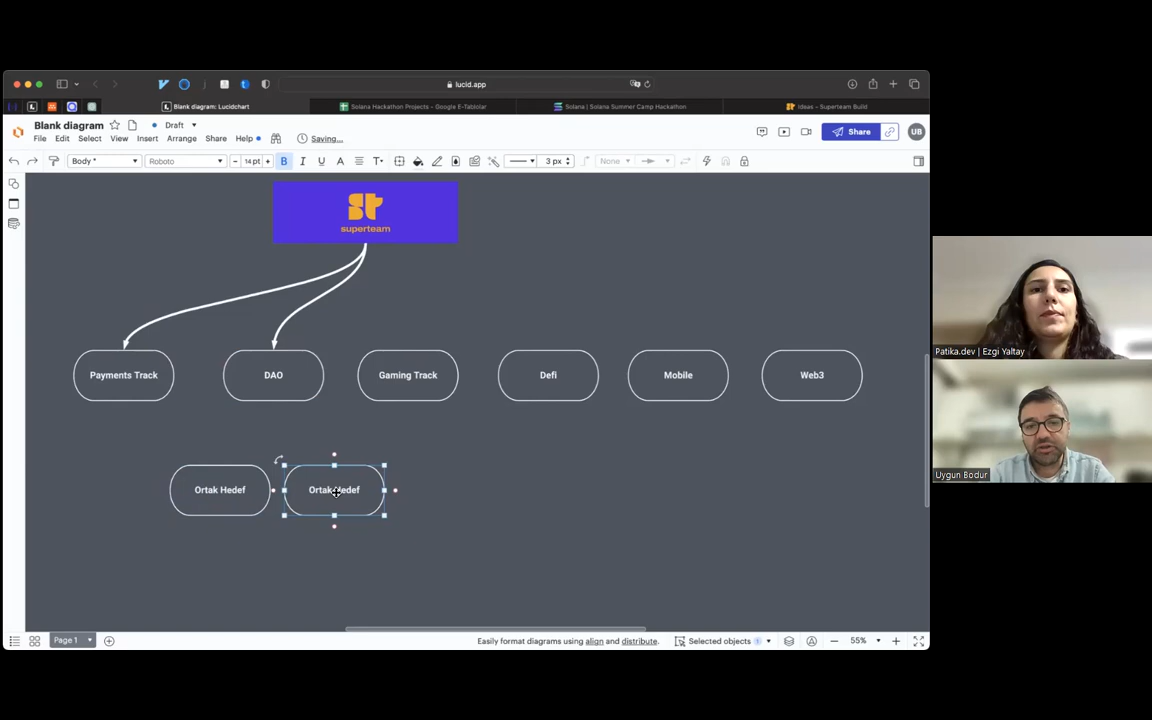 lucid.app
Blank diagram: Lucidchart
Solana Hackathon Projects - Google E-Tablolar
Solana | Solana Summer Camp Hackathon
Ideas – Superteam Build
Blank diagram
Draft
File Edit Select View Insert Arrange Share Help
Saving...
Share
UB
Body *
Roboto
14 pt
B I U A T
3 px
None
st
superteam
Payments Track
DAO
Gaming Track
Defi
Mobile
Web3
Ortak Hedef
Ortak Hedef
Patika.dev | Ezgi Yaltay
Uygun Bodur
Page 1
Easily format diagrams using align and distribute.
Selected objects
1
55%